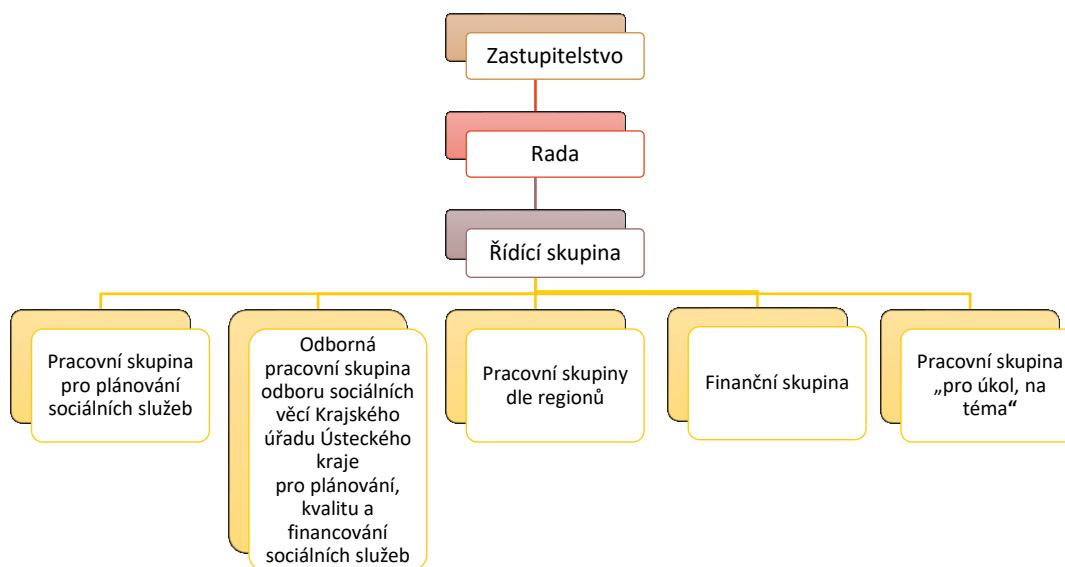 Zastupitelstvo
Rada
Řídící skupina
Pracovní skupina
pro plánování
sociálních služeb
Odborná
pracovní skupina
odboru sociálních
věcí Krajského
úřadu Ústeckého
kraje
pro plánování,
kvalitu a
financování
sociálních služeb
Pracovní skupiny
dle regionů
Finanční skupina
Pracovní skupina
„pro úkol, na
téma“